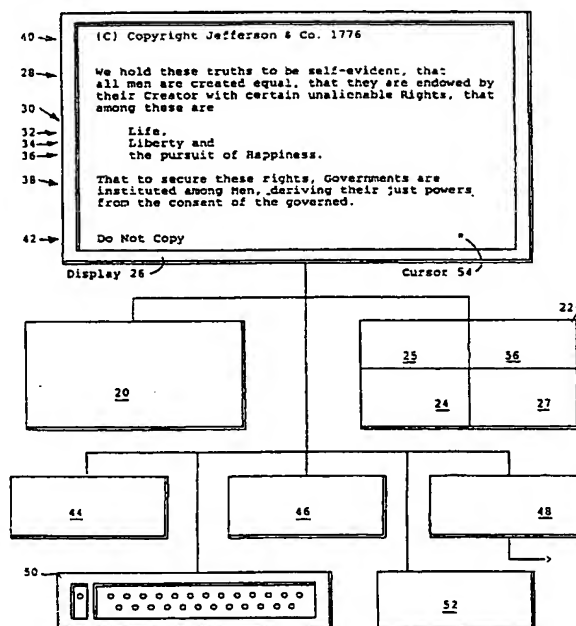 40 (C) Copyright Jefferson & Co. 1776
28 We hold these truths to be self-evident, that
all men are created equal, that they are endowed by
their Creator with certain unalienable Rights, that
30 among these are
32 Life,
34 Liberty and
36 the pursuit of Happiness.
38 That to secure these rights, Governments are
instituted among Men, deriving their just powers
from the consent of the governed.
42 Do Not Copy
Display 26 Cursor 54
22
25 56
20
24 27
44 46 48
50
52